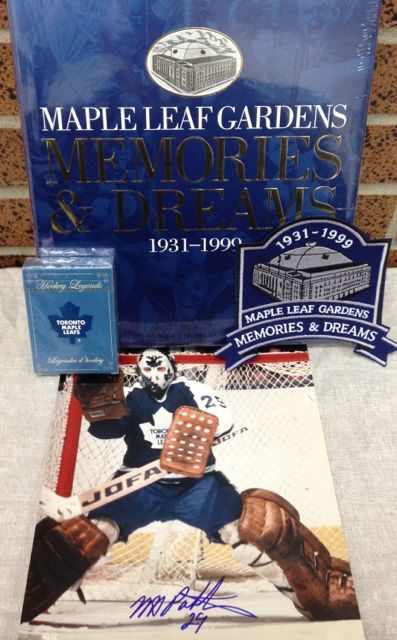 MAPLE LEAF GARDENS
MEMORIES
& DREAMS
1931–1999
1931-1999
MAPLE LEAF GARDENS
MEMORIES & DREAMS
Hockey Legends
TORONTO
MAPLE
LEAFS
Légendes d'hockey
TORONTO
MAPLE
LEAFS
JOFA
JOFA
29